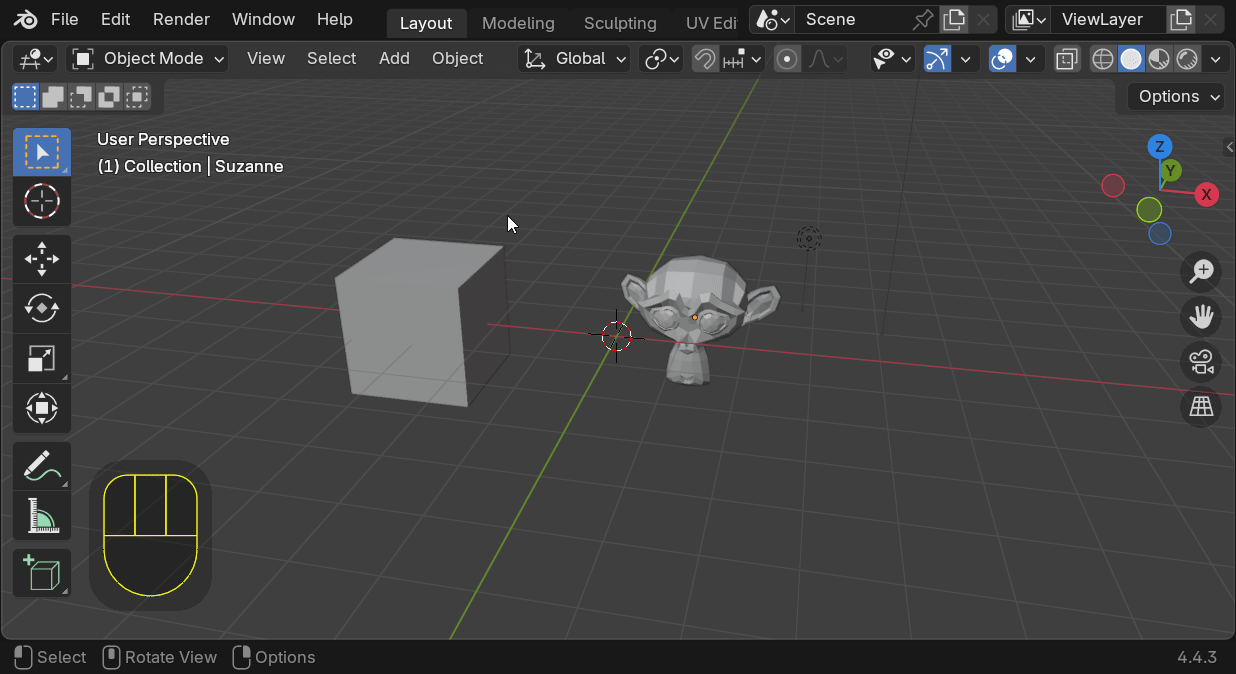 File Edit Render Window Help Layout Modeling Sculpting UV Edi Scene ViewLayer
Object Mode View Select Add Object Global
Options
User Perspective
(1) Collection | Suzanne
Z
Y
X
Select Rotate View Options 4.4.3